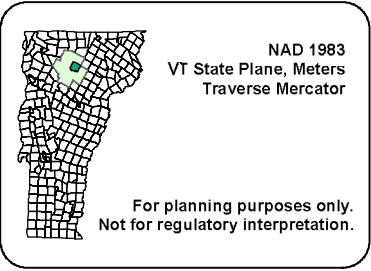 NAD 1983
VT State Plane, Meters
Traverse Mercator
For planning purposes only.
Not for regulatory interpretation.